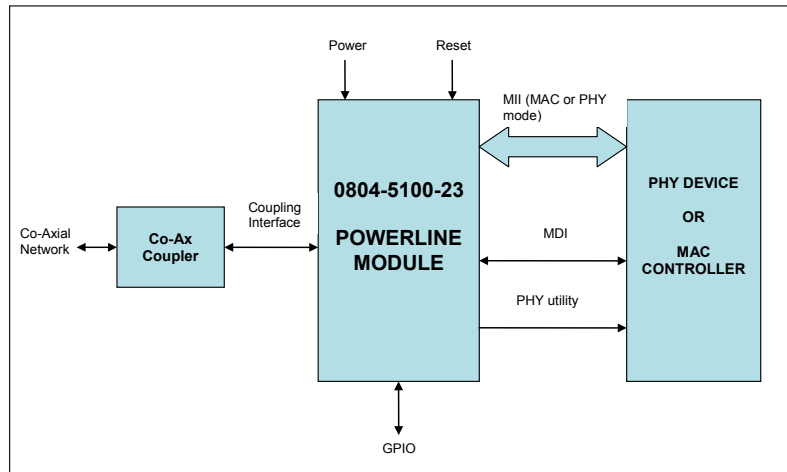 Power
Reset
MII (MAC or PHY
mode)
0804-5100-23
POWERLINE
MODULE
PHY DEVICE
OR
MAC
CONTROLLER
Coupling
Interface
Co-Axial
Network
Co-Ax
Coupler
MDI
PHY utility
GPIO